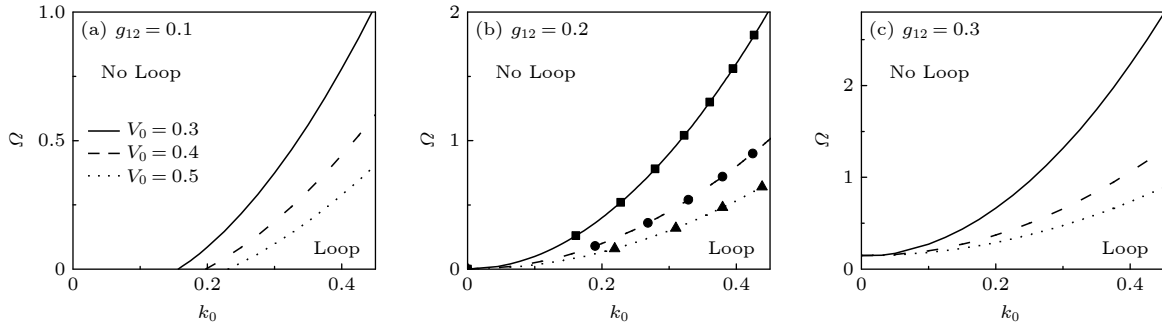 (a) g₁₂ = 0.1
No Loop
V₀ = 0.3
V₀ = 0.4
V₀ = 0.5
Loop
Ω
1.0
0.5
0
0 0.2 0.4
k₀
(b) g₁₂ = 0.2
No Loop
Loop
Ω
2
1
0
0 0.2 0.4
k₀
(c) g₁₂ = 0.3
No Loop
Loop
Ω
2
1
0
0 0.2 0.4
k₀